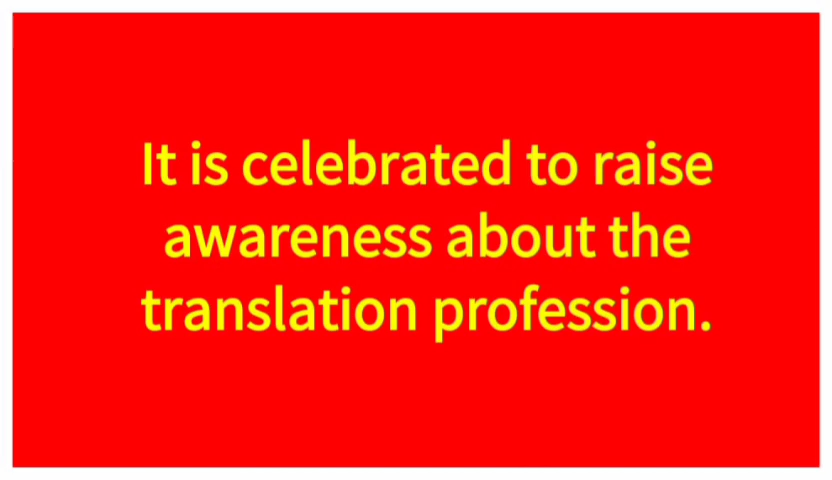 It is celebrated to raise
awareness about the
translation profession.